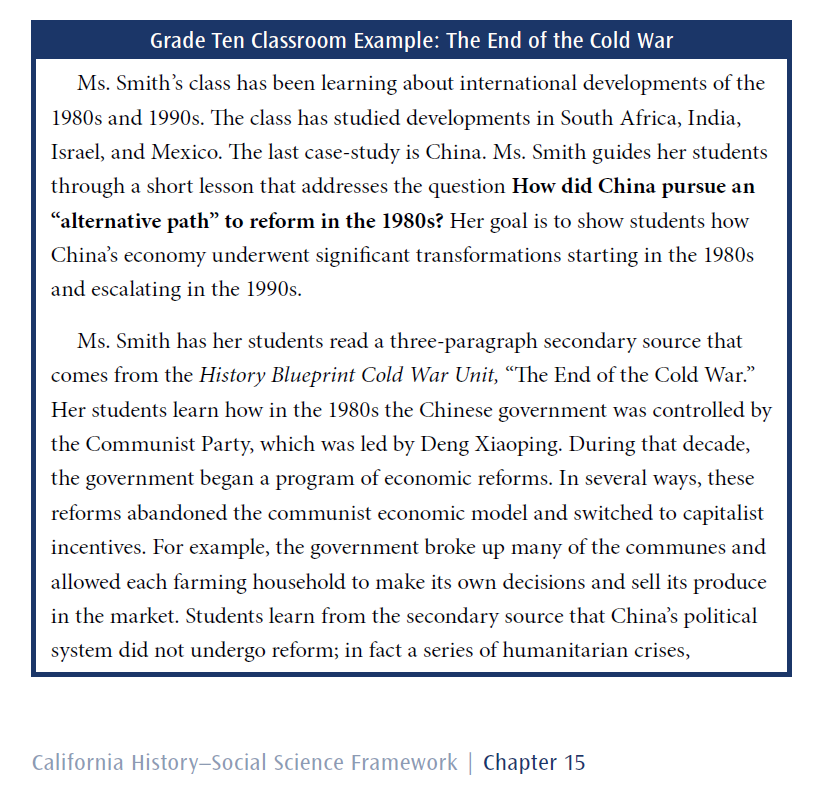 Grade Ten Classroom Example: The End of the Cold War
Ms. Smith’s class has been learning about international developments of the
1980s and 1990s. The class has studied developments in South Africa, India,
Israel, and Mexico. The last case-study is China. Ms. Smith guides her students
through a short lesson that addresses the question How did China pursue an
“alternative path” to reform in the 1980s? Her goal is to show students how
China’s economy underwent significant transformations starting in the 1980s
and escalating in the 1990s.
Ms. Smith has her students read a three-paragraph secondary source that
comes from the History Blueprint Cold War Unit, “The End of the Cold War.”
Her students learn how in the 1980s the Chinese government was controlled by
the Communist Party, which was led by Deng Xiaoping. During that decade,
the government began a program of economic reforms. In several ways, these
reforms abandoned the communist economic model and switched to capitalist
incentives. For example, the government broke up many of the communes and
allowed each farming household to make its own decisions and sell its produce
in the market. Students learn from the secondary source that China’s political
system did not undergo reform; in fact a series of humanitarian crises,
California History–Social Science Framework | Chapter 15